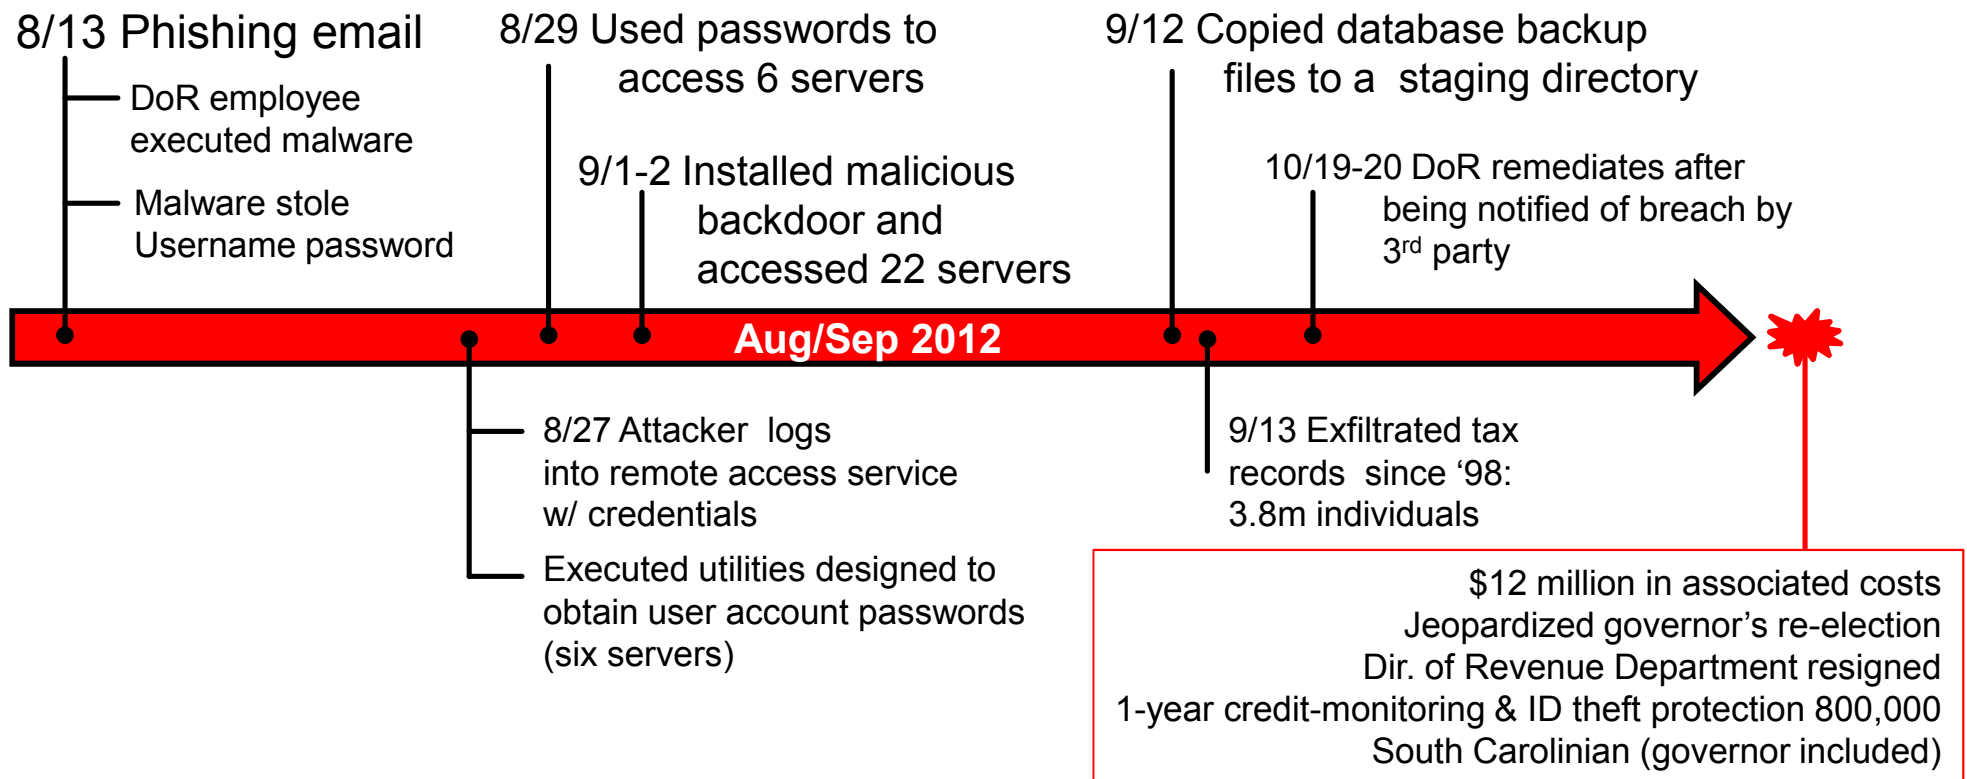 8/13 Phishing email
DoR employee
executed malware
Malware stole
Username password
8/29 Used passwords to
access 6 servers
9/1-2 Installed malicious
backdoor and
accessed 22 servers
9/12 Copied database backup
files to a staging directory
10/19-20 DoR remediates after
being notified of breach by
3rd party
Aug/Sep 2012
8/27 Attacker logs
into remote access service
w/ credentials
Executed utilities designed to
obtain user account passwords
(six servers)
9/13 Exfiltrated tax
records since ‘98:
3.8m individuals
$12 million in associated costs
Jeopardized governor’s re-election
Dir. of Revenue Department resigned
1-year credit-monitoring & ID theft protection 800,000
South Carolinian (governor included)